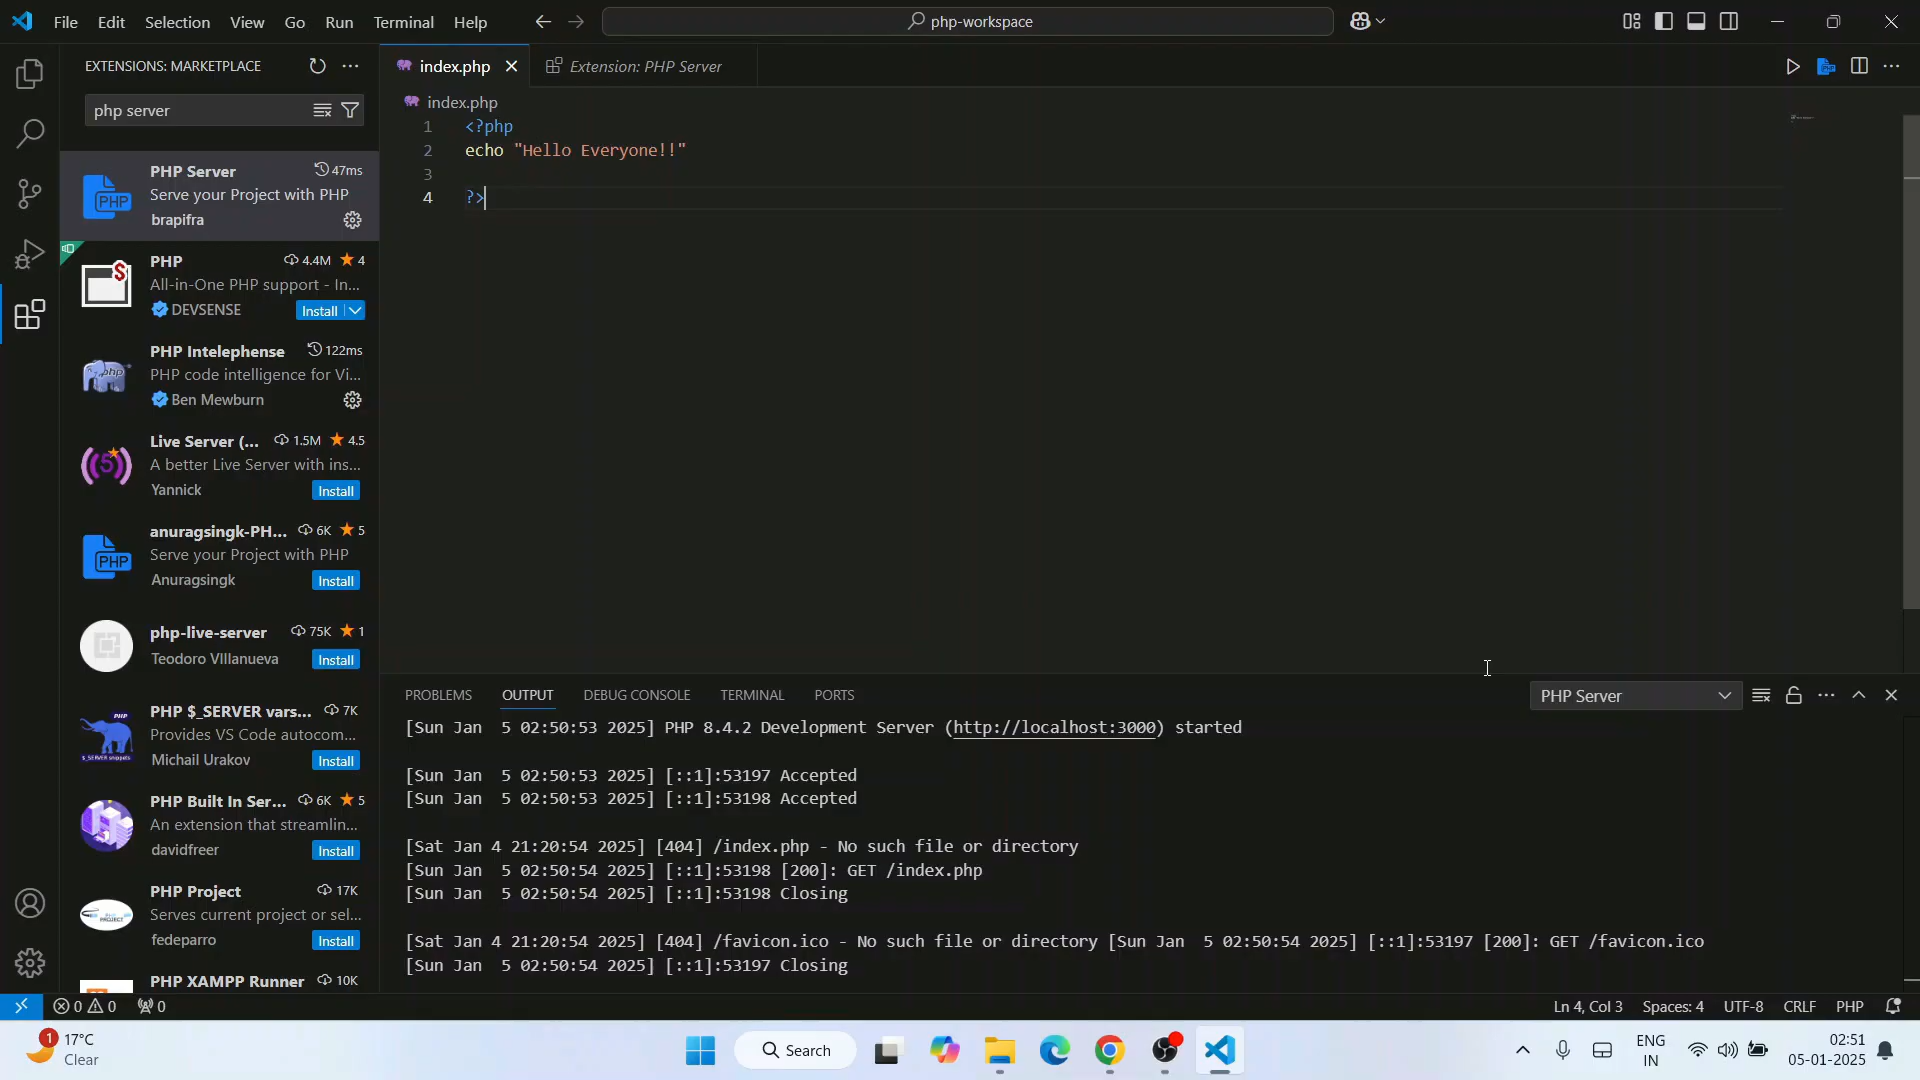 File Edit Selection View Go Run Terminal Help
php-workspace
EXTENSIONS: MARKETPLACE
php server
PHP Server 47ms
Serve your Project with PHP
brapifra
PHP 4.4M 4
All-in-One PHP support - In...
DEVSENSE Install
PHP Intelephense 122ms
PHP code intelligence for Vi...
Ben Mewburn
Live Server (... 1.5M 4.5
A better Live Server with ins...
Yannick Install
anuragsingk-PH... 6K 5
Serve your Project with PHP
Anuragsingk Install
php-live-server 75K 1
Teodoro VIllanueva Install
PHP $_SERVER vars... 7K
Provides VS Code autocom...
Michail Urakov Install
PHP Built In Ser... 6K 5
An extension that streamlin...
davidfreer Install
PHP Project 17K
Serves current project or sel...
fedeparro Install
PHP XAMPP Runner 10K
index.php
Extension: PHP Server
index.php
1 <?php
2 echo "Hello Everyone!!"
3
4 ?>
PROBLEMS OUTPUT DEBUG CONSOLE TERMINAL PORTS
PHP Server
[Sun Jan  5 02:50:53 2025] PHP 8.4.2 Development Server (http://localhost:3000) started
[Sun Jan  5 02:50:53 2025] [::1]:53197 Accepted
[Sun Jan  5 02:50:53 2025] [::1]:53198 Accepted
[Sat Jan 4 21:20:54 2025] [404] /index.php - No such file or directory
[Sun Jan  5 02:50:54 2025] [::1]:53198 [200]: GET /index.php
[Sun Jan  5 02:50:54 2025] [::1]:53198 Closing
[Sat Jan 4 21:20:54 2025] [404] /favicon.ico - No such file or directory [Sun Jan  5 02:50:54 2025] [::1]:53197 [200]: GET /favicon.ico
[Sun Jan  5 02:50:54 2025] [::1]:53197 Closing
0 0 0
Ln 4, Col 3 Spaces: 4 UTF-8 CRLF PHP
1
17°C
Clear
Search
ENG
IN
02:51
05-01-2025